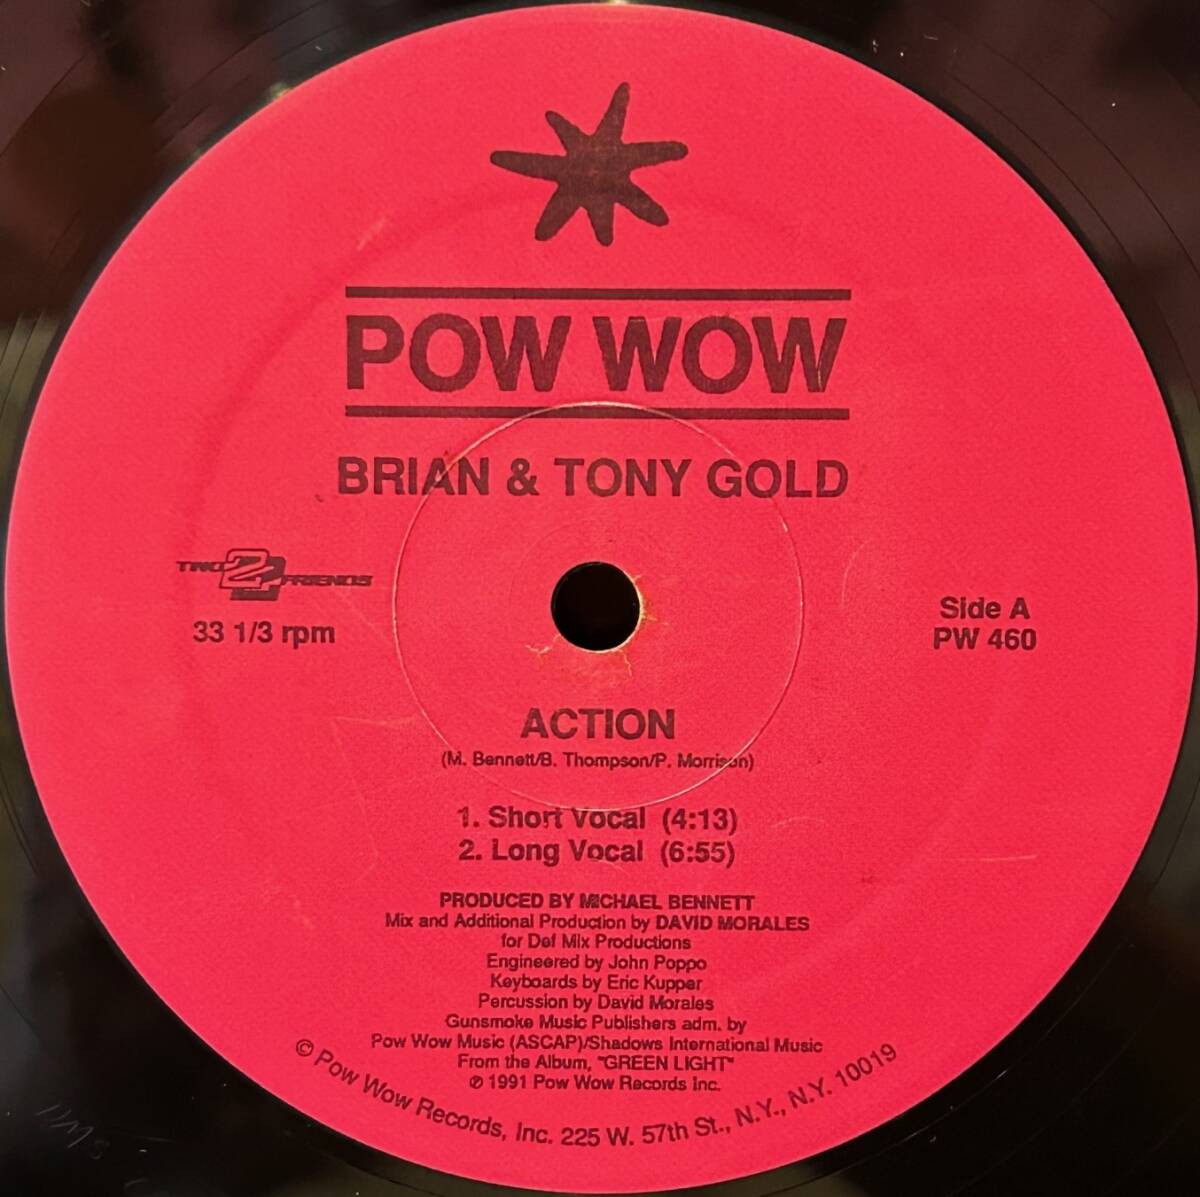 POW WOW
BRIAN & TONY GOLD
TWO 2 FRIENDS
33 1/3 rpm
Side A
PW 460
ACTION
(M. Bennett/B. Thompson/P. Morrison)
1. Short Vocal (4:13)
2. Long Vocal (6:55)
PRODUCED BY MICHAEL BENNETT
Mix and Additional Production by DAVID MORALES
for Def Mix Productions
Engineered by John Poppo
Keyboards by Eric Kupper
Percussion by David Morales
Gunsmoke Music Publishers adm. by
Pow Wow Music (ASCAP)/Shadows International Music
From the Album, "GREEN LIGHT"
℗ 1991 Pow Wow Records Inc.
© Pow Wow Records, Inc. 225 W. 57th St., N.Y., N.Y. 10019